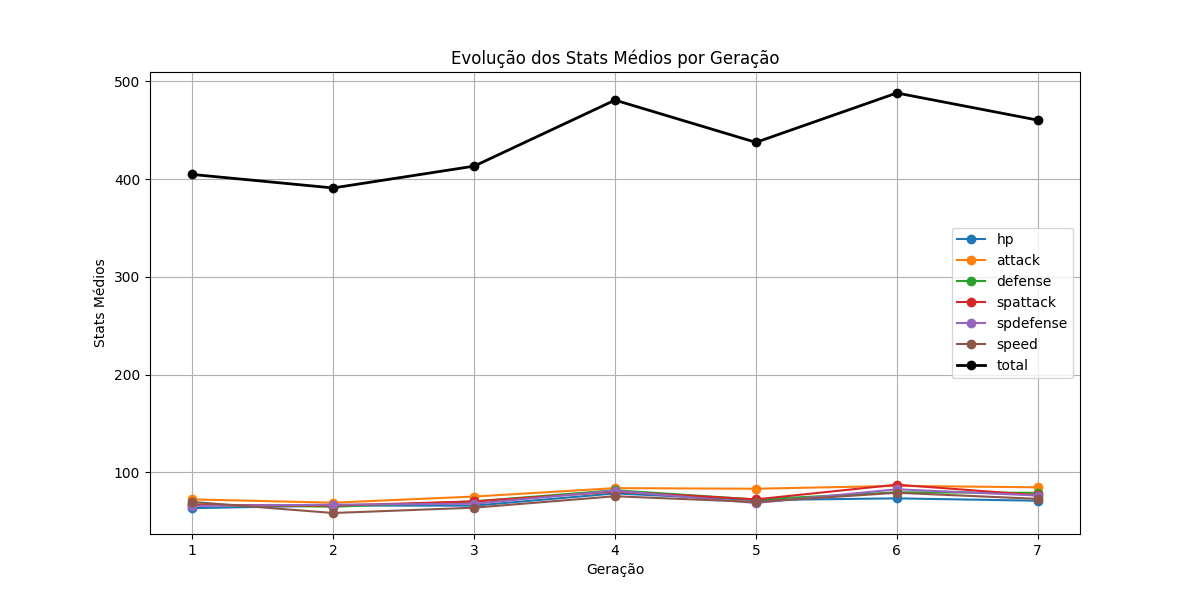 Evolução dos Stats Médios por Geração
500
400
300
200
100
Stats Médios
hp
attack
defense
spattack
spdefense
speed
total
1 2 3 4 5 6 7
Geração